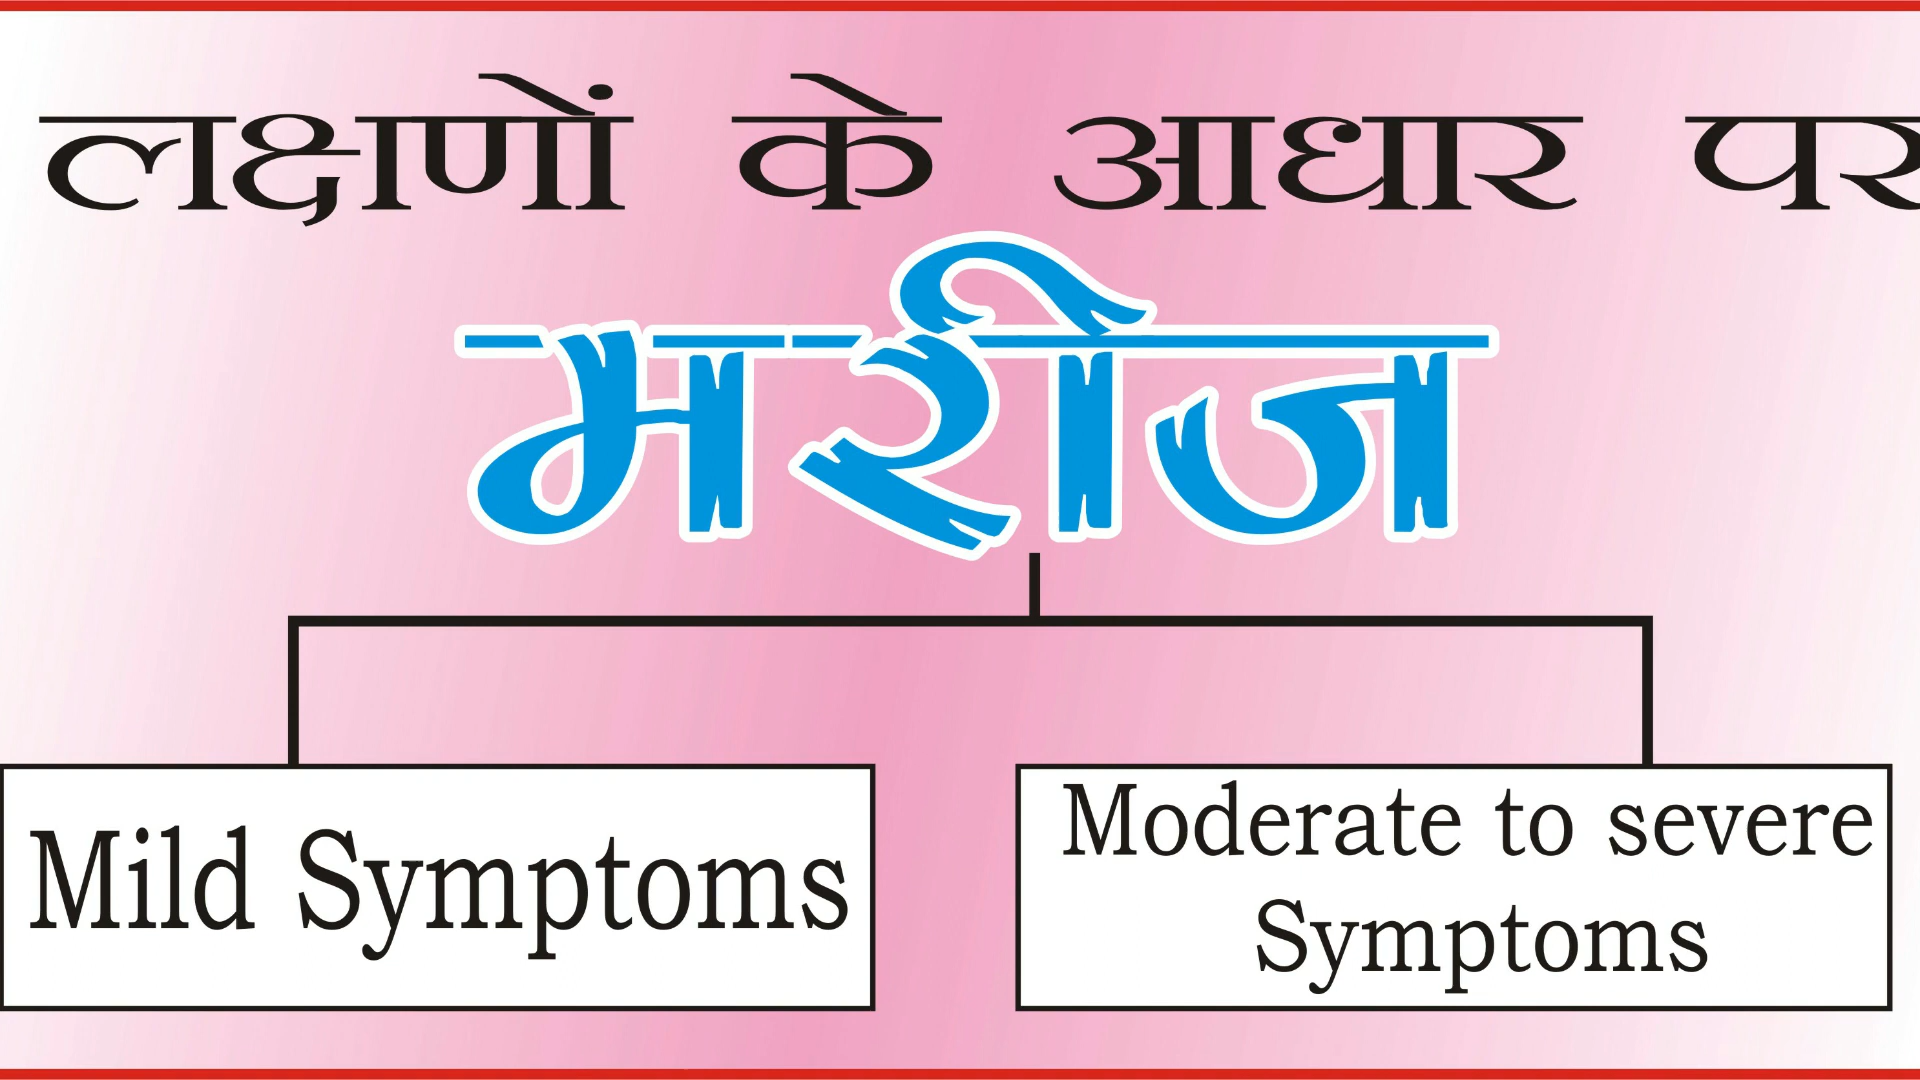 लक्षणों के आधार पर
मरीज
Mild Symptoms
Moderate to severe
Symptoms